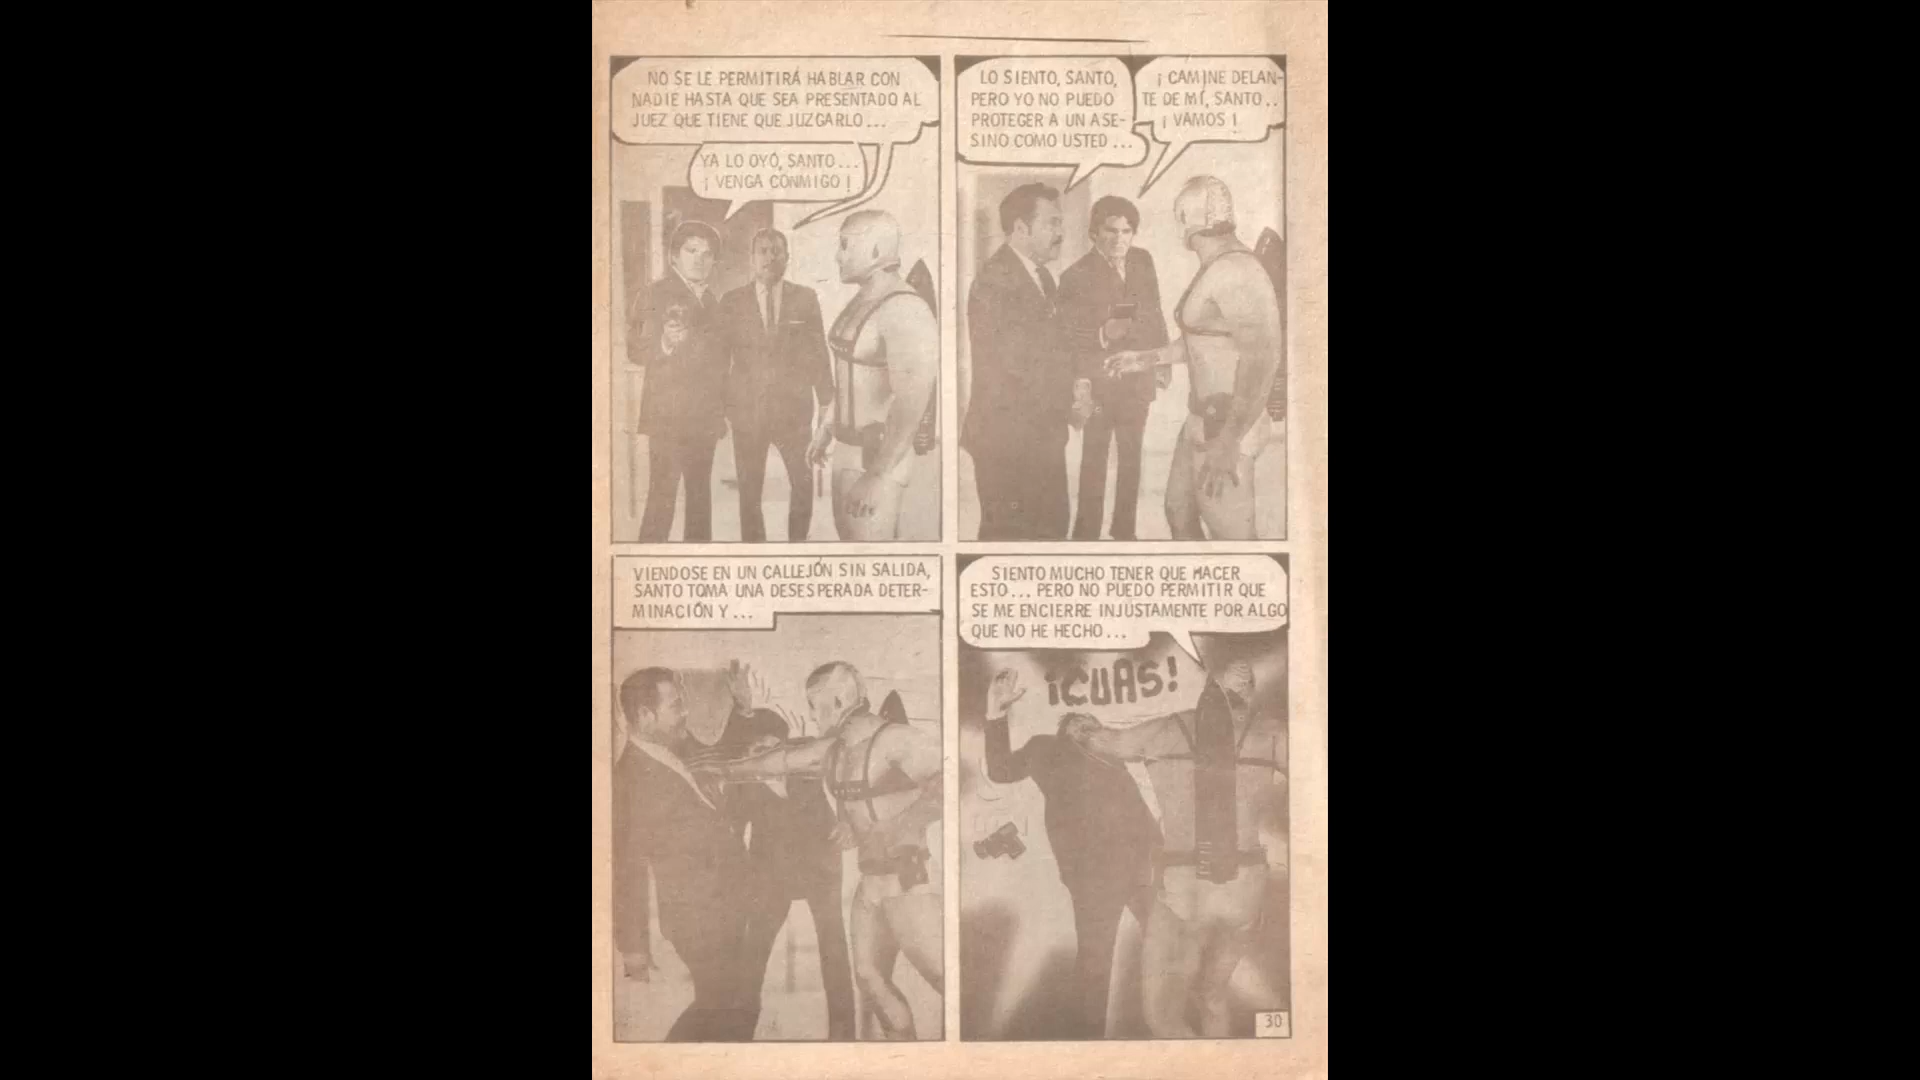 NO SE LE PERMITIRÁ HABLAR CON
NADIE HASTA QUE SEA PRESENTADO AL
JUEZ QUE TIENE QUE JUZGARLO...
YA LO OYÓ, SANTO...
¡VENGA CONMIGO!
LO SIENTO, SANTO,
PERO YO NO PUEDO
PROTEGER A UN ASE-
SINO COMO USTED...
¡CAMINE DELAN-
TE DE MÍ, SANTO..
¡VAMOS!
VIENDOSE EN UN CALLEJÓN SIN SALIDA,
SANTO TOMA UNA DESESPERADA DETER-
MINACIÓN Y...
SIENTO MUCHO TENER QUE HACER
ESTO... PERO NO PUEDO PERMITIR QUE
SE ME ENCIERRE INJUSTAMENTE POR ALGO
QUE NO HE HECHO...
¡CUAS!
30